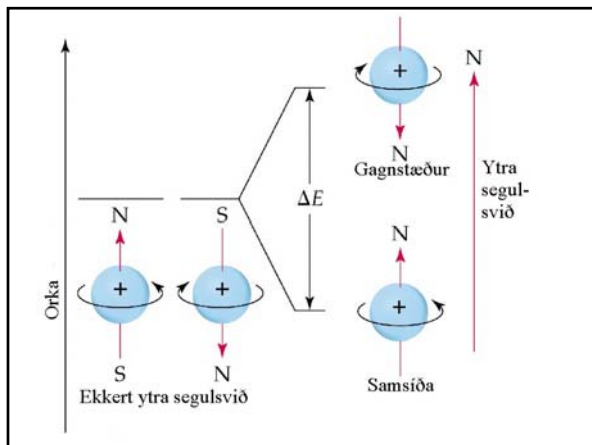 Orka
N
S
+
+
S
N
Ekkert ytra segulsvið
ΔE
+
N
Gagnstæður
N
+
Samsíða
N
Ytra
segul-
svið